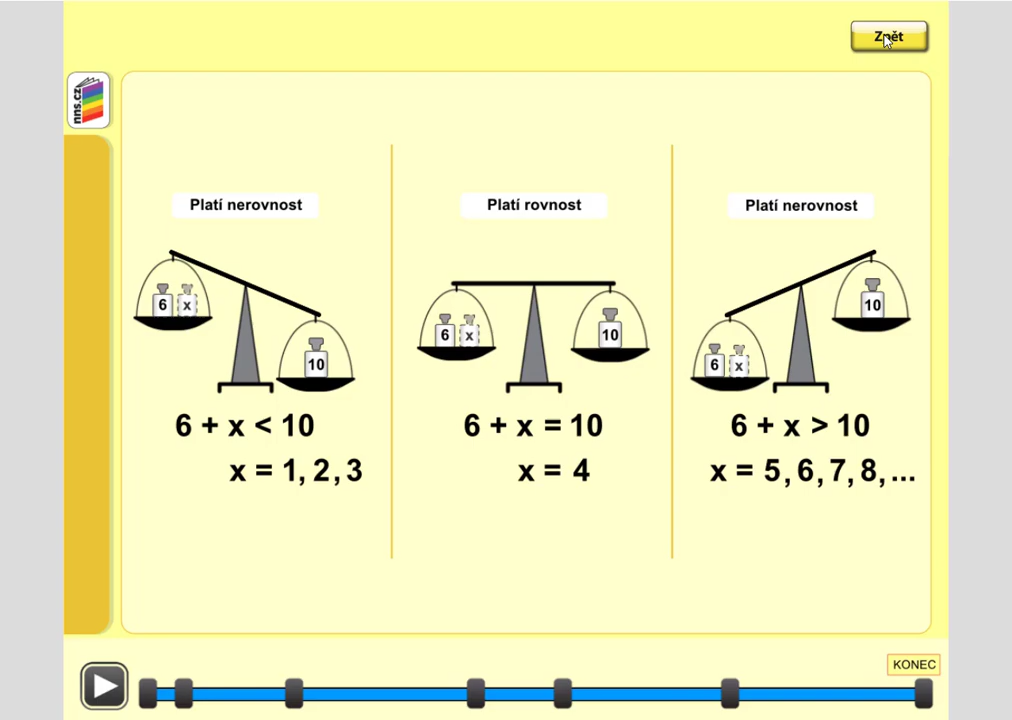 Zpět
nns.cz
Platí nerovnost
6 x
10
6 + x < 10
x = 1, 2, 3
Platí rovnost
6 x
10
6 + x = 10
x = 4
Platí nerovnost
10
6 x
6 + x > 10
x = 5, 6, 7, 8, ...
KONEC